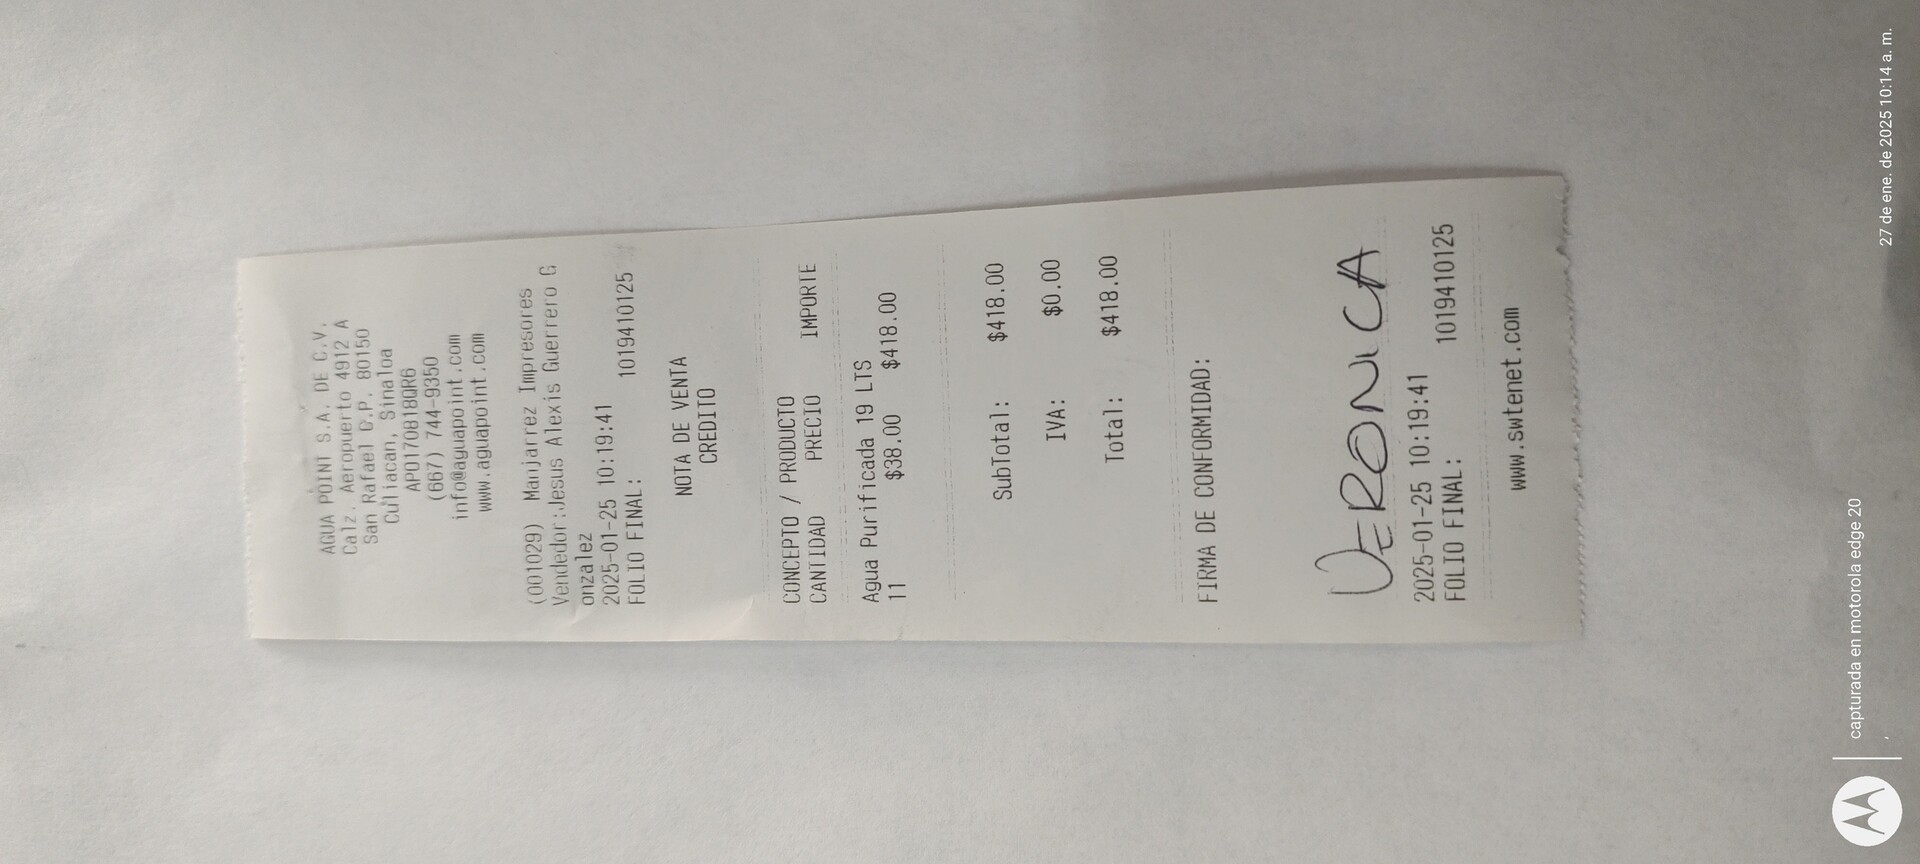 AGUA POINT S.A. DE C.V.
Calz. Aeropuerto 4912 A
San Rafael C.P. 80150
Culiacan, Sinaloa
APO170818QR6
(667) 744-9350
info@aguapoint.com
www.aguapoint.com
(001029) Manjarrez Impresores
Vendedor:Jesus Alexis Guerrero G
onzalez
2025-01-25 10:19:41
FOLIO FINAL: 1019410125
NOTA DE VENTA
CREDITO
CONCEPTO / PRODUCTO
CANTIDAD PRECIO IMPORTE
Agua Purificada 19 LTS
11 $38.00 $418.00
SubTotal: $418.00
IVA: $0.00
Total: $418.00
FIRMA DE CONFORMIDAD:
VERONICA
2025-01-25 10:19:41
FOLIO FINAL: 1019410125
www.swtenet.com
capturada en motorola edge 20
27 de ene. de 2025 10:14 a. m.